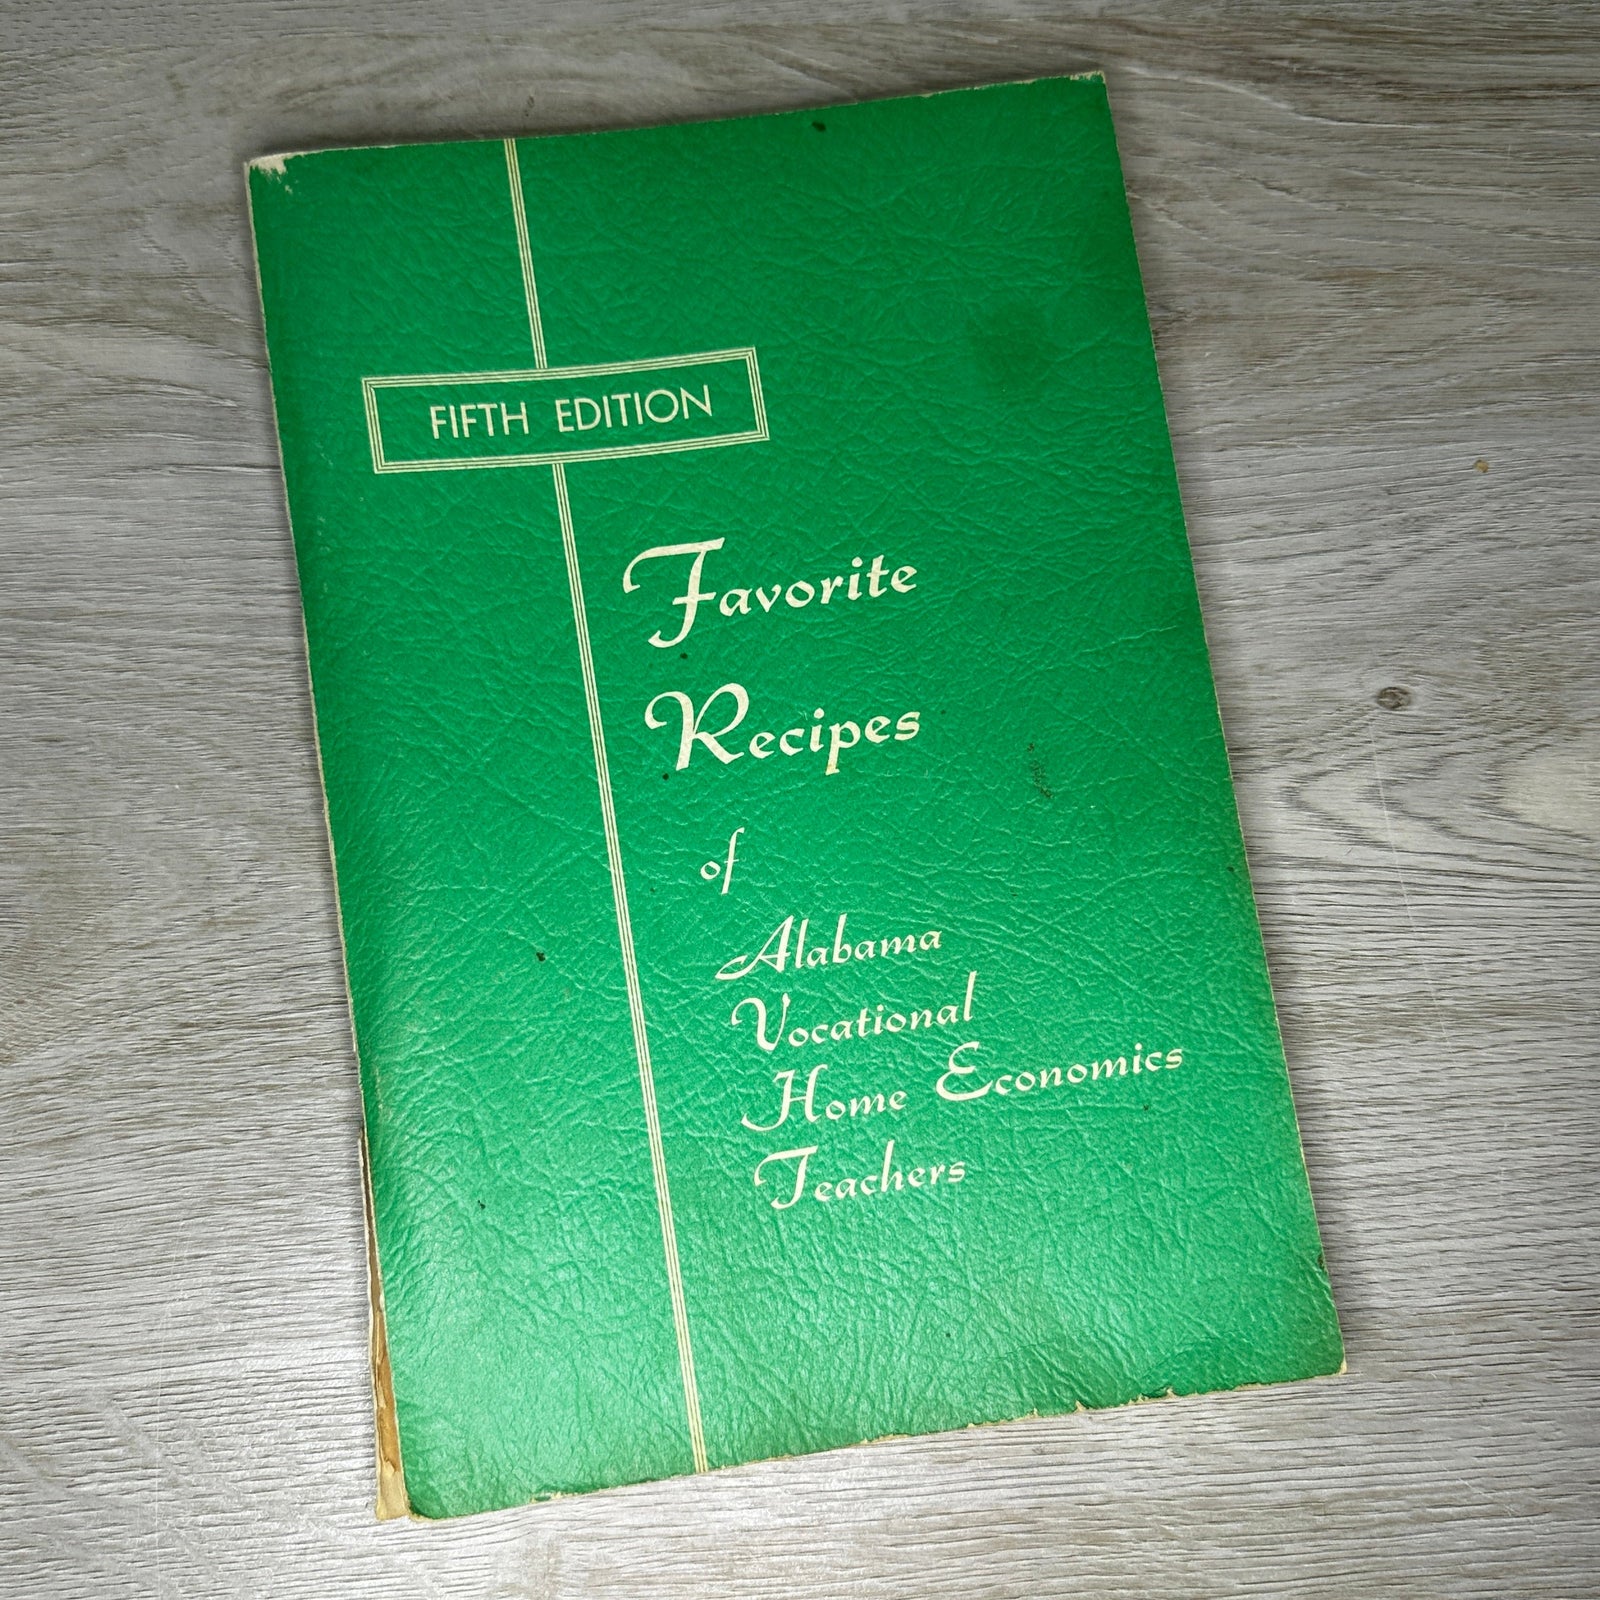 FIFTH EDITION
Favorite
Recipes
of
Alabama
Vocational
Home Economics
Teachers